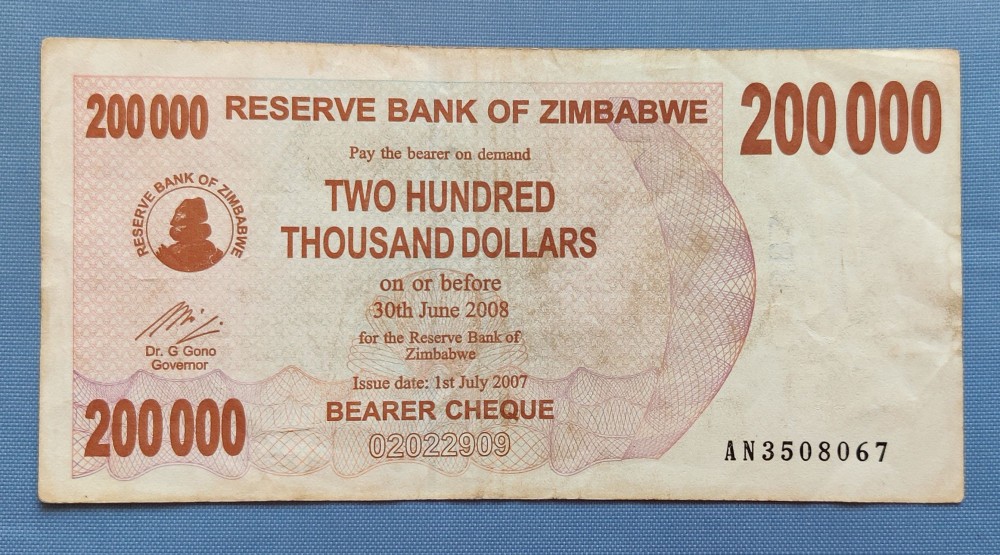 200 000 RESERVE BANK OF ZIMBABWE 200 000
Pay the bearer on demand
TWO HUNDRED
THOUSAND DOLLARS
RESERVE BANK OF ZIMBABWE
on or before
30th June 2008
for the Reserve Bank of
Zimbabwe
Dr. G Gono
Governor
Issue date: 1st July 2007
200 000
BEARER CHEQUE
02022909
AN3508067